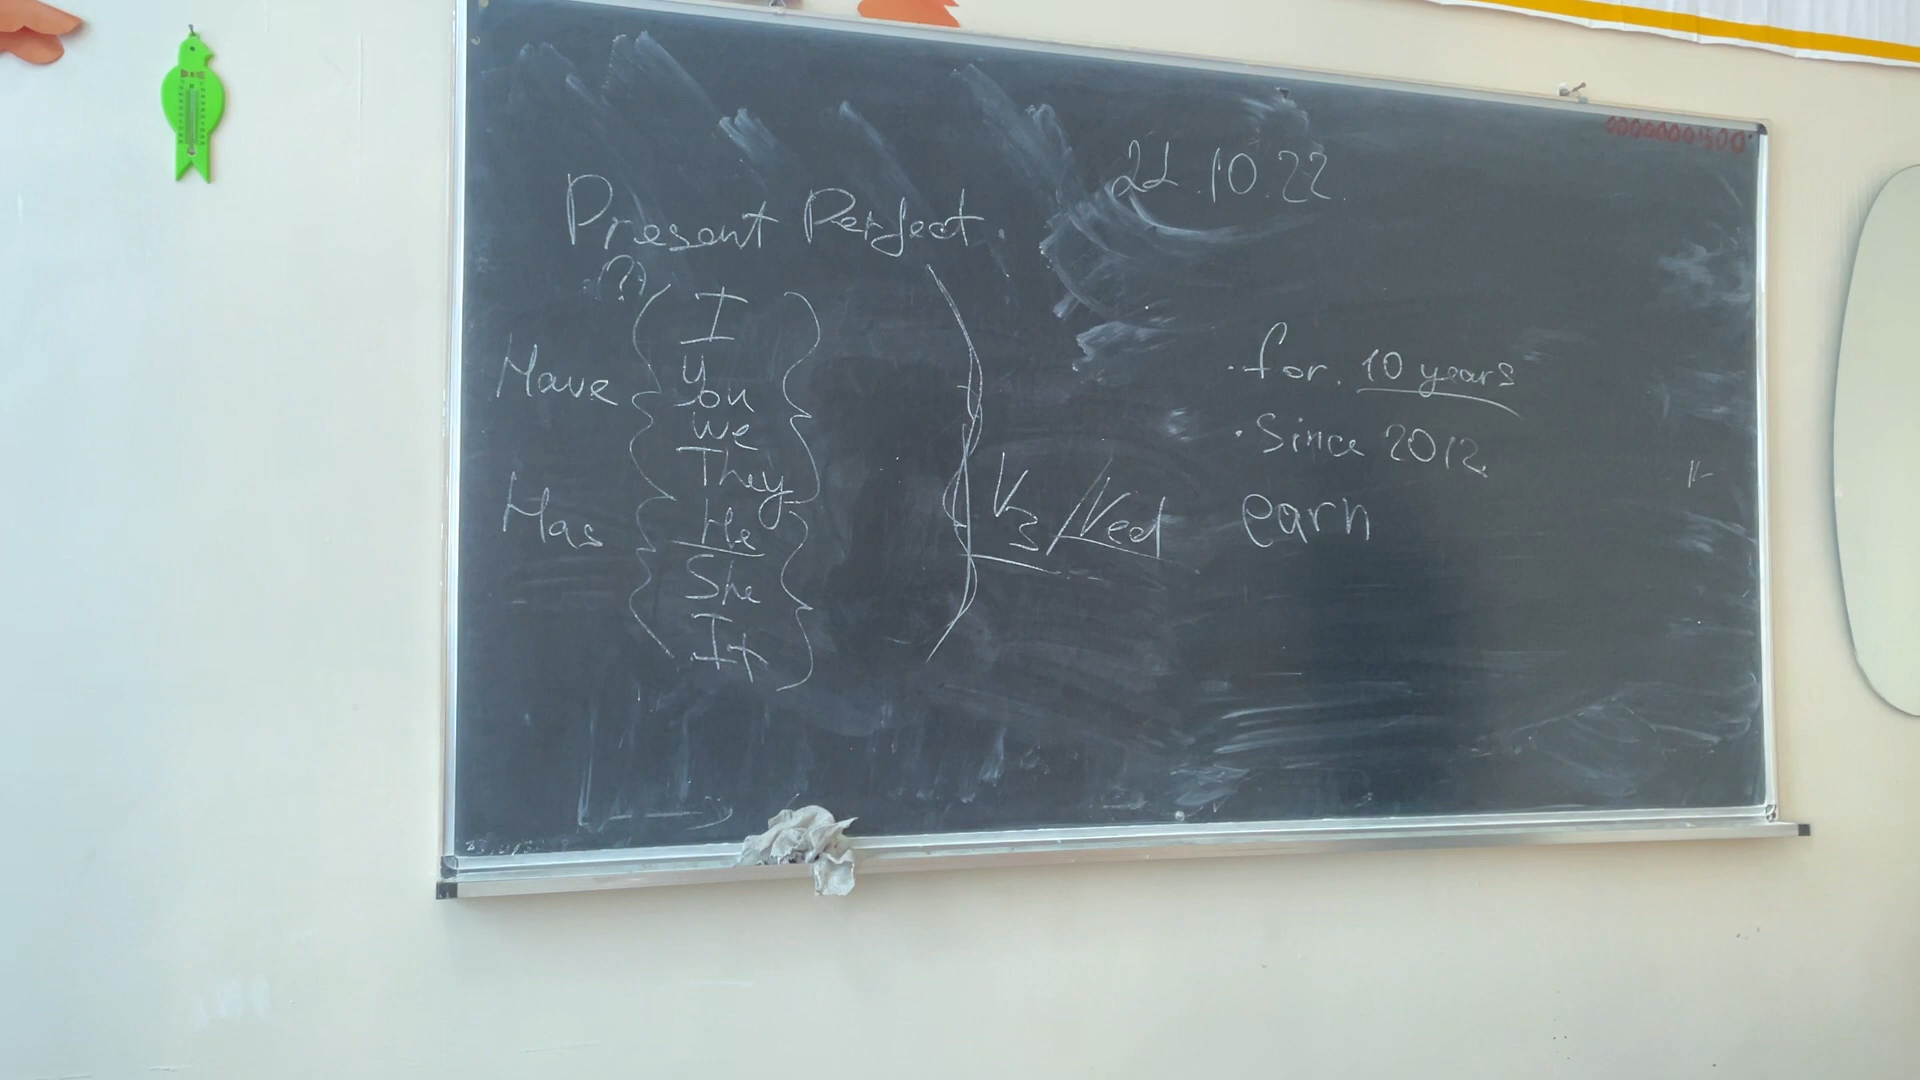 21.10.22
Present Perfect.
(?)
I
Have
You
We
They
Has
He
She
It
V3/Ved
· for. 10 years
· Since 2012.
earn